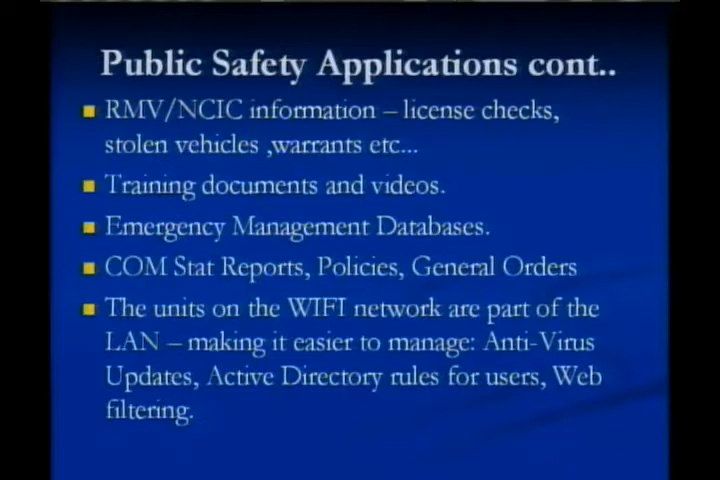 Public Safety Applications cont..
RMV/NCIC information – license checks,
stolen vehicles ,warrants etc...
Training documents and videos.
Emergency Management Databases.
COM Stat Reports, Policies, General Orders
The units on the WIFI network are part of the
LAN – making it easier to manage: Anti-Virus
Updates, Active Directory rules for users, Web
filtering.